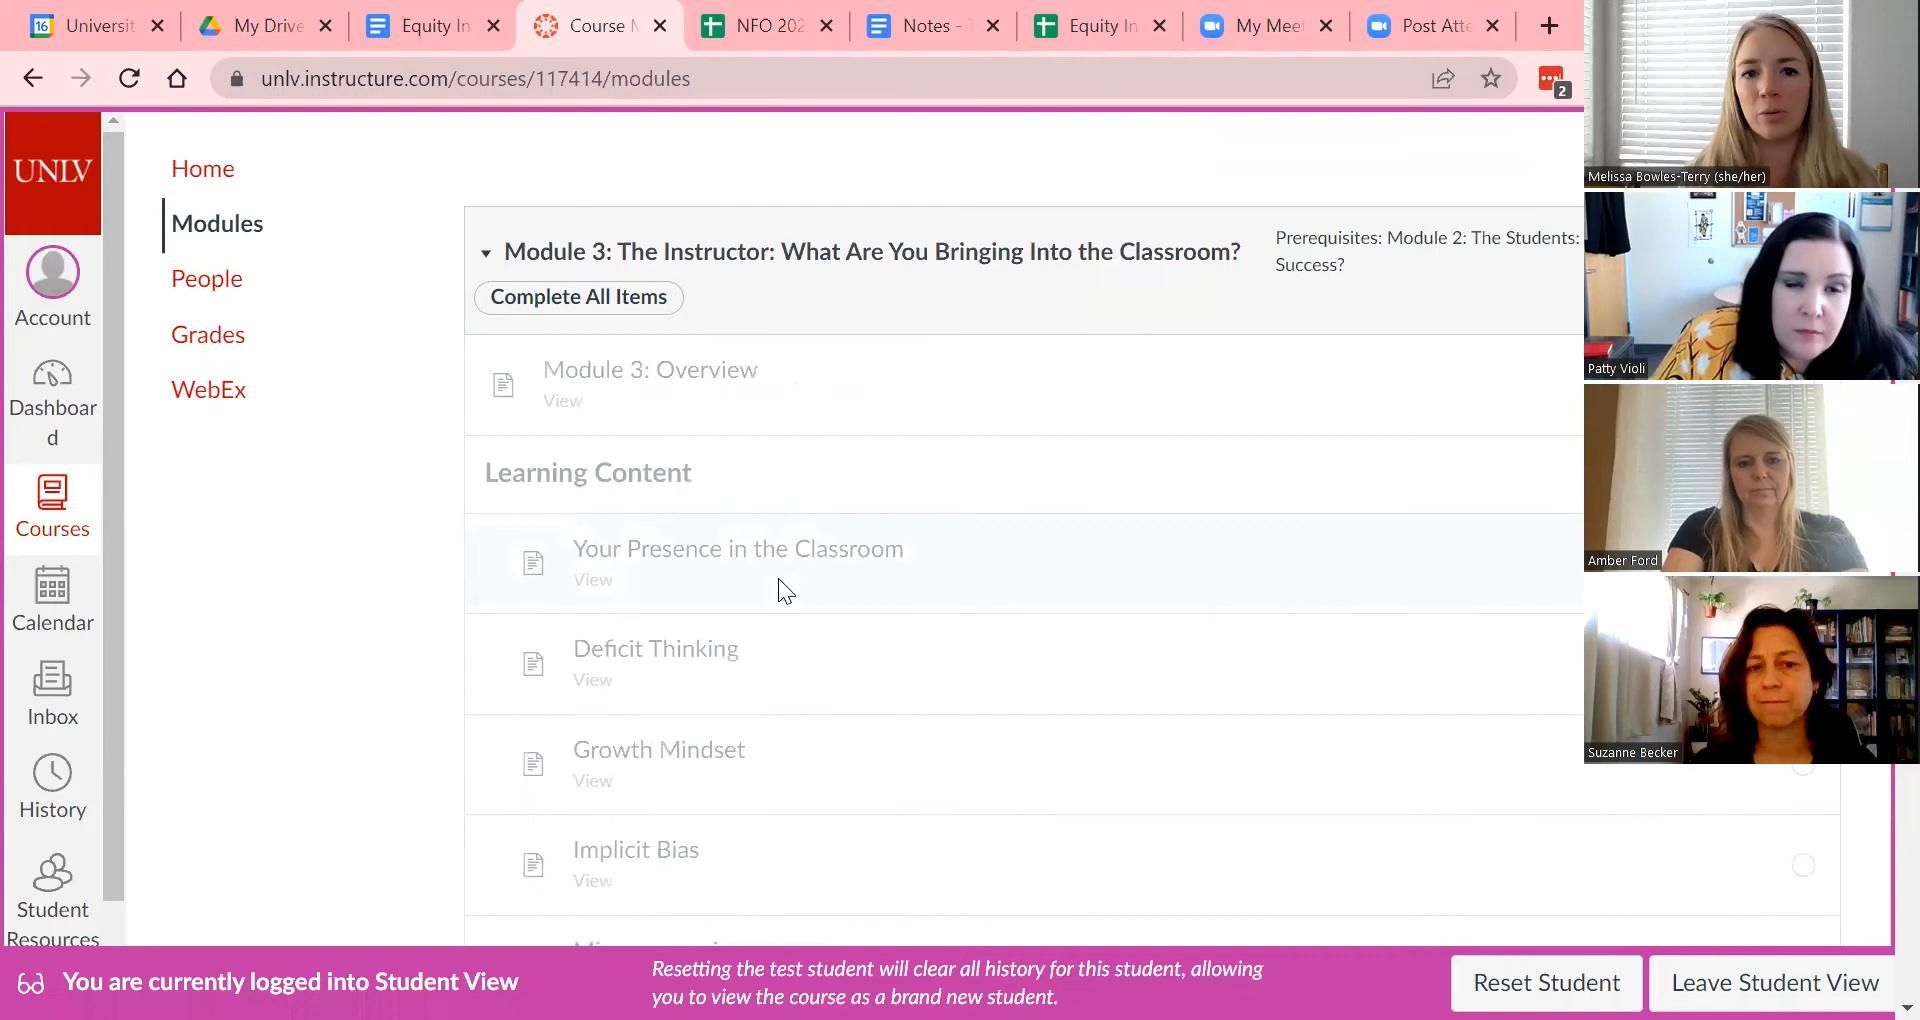 16 Universit
My Drive
Equity In
Course M
NFO 202
Notes - T
Equity In
My Meet
Post Atte
unlv.instructure.com/courses/117414/modules
2
UNLV
Account
Dashboar
d
Courses
Calendar
Inbox
History
Student
Resources
Home
Modules
People
Grades
WebEx
Module 3: The Instructor: What Are You Bringing Into the Classroom?
Prerequisites: Module 2: The Students:
Success?
Complete All Items
Module 3: Overview
View
Learning Content
Your Presence in the Classroom
View
Deficit Thinking
View
Growth Mindset
View
Implicit Bias
View
Melissa Bowles-Terry (she/her)
Patty Violi
Amber Ford
Suzanne Becker
You are currently logged into Student View
Resetting the test student will clear all history for this student, allowing
you to view the course as a brand new student.
Reset Student
Leave Student View